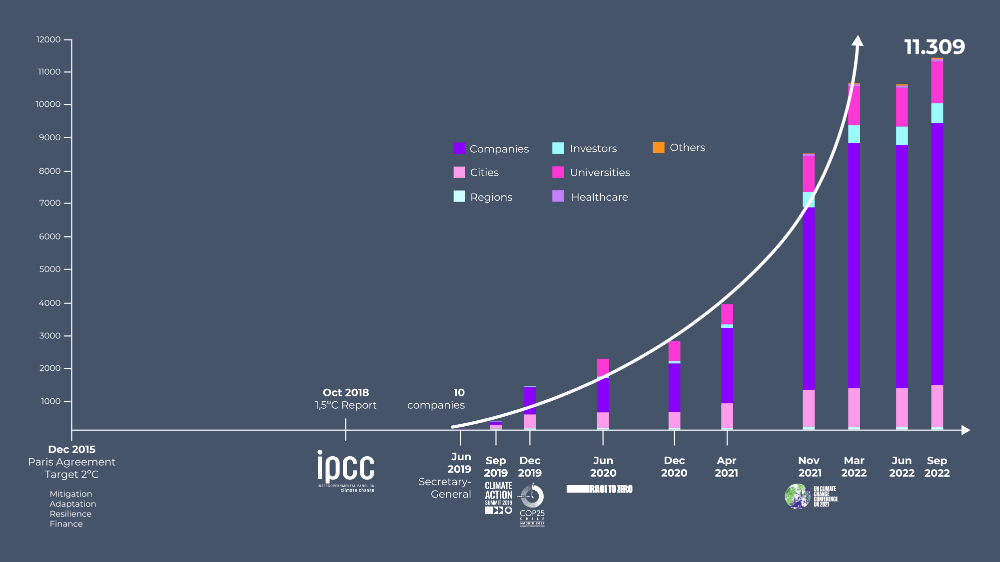 11.309
12000
11000
10000
9000
8000
7000
6000
5000
4000
3000
2000
1000
Companies
Investors
Others
Cities
Universities
Regions
Healthcare
Oct 2018
1,5ºC Report
10
companies
Dec 2015
Paris Agreement
Target 2ºC
Mitigation
Adaptation
Resilience
Finance
ipcc
INTERGOVERNMENTAL PANEL ON
climate change
Jun
2019
Secretary-
General
Sep
2019
CLIMATE
ACTION
SUMMIT 2019
Dec
2019
COP25
CHILE
MADRID 2019
Jun
2020
RACE TO ZERO
Dec
2020
Apr
2021
Nov
2021
UN CLIMATE
CHANGE
CONFERENCE
UK 2021
Mar
2022
Jun
2022
Sep
2022